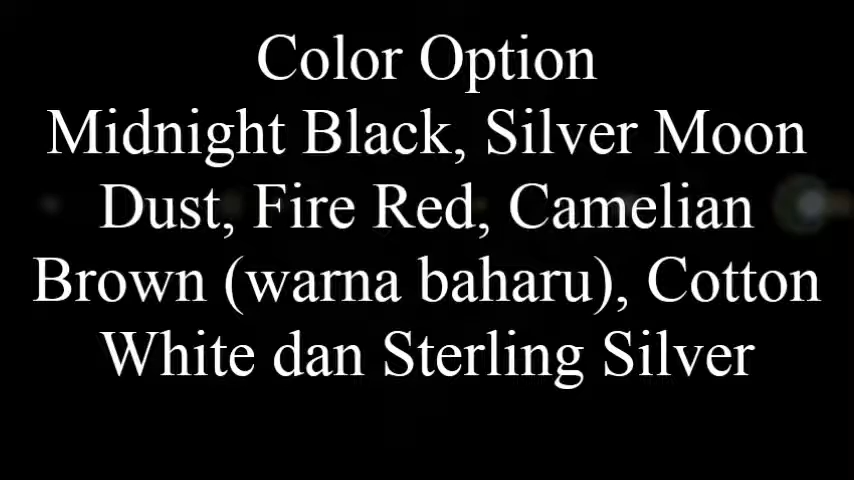 Color Option
Midnight Black, Silver Moon
Dust, Fire Red, Camelian
Brown (warna baharu), Cotton
White dan Sterling Silver